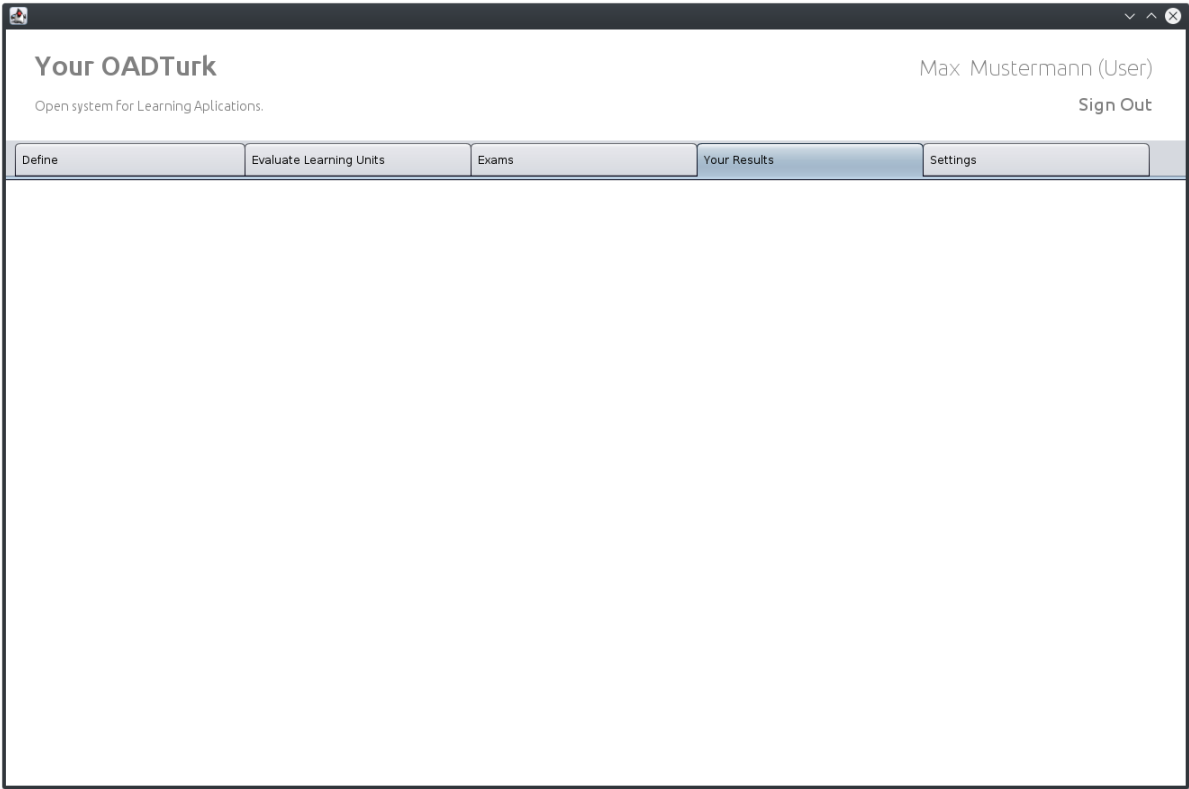 Your OADTurk
Max Mustermann (User)
Open system for Learning Aplications.
Sign Out
Define
Evaluate Learning Units
Exams
Your Results
Settings